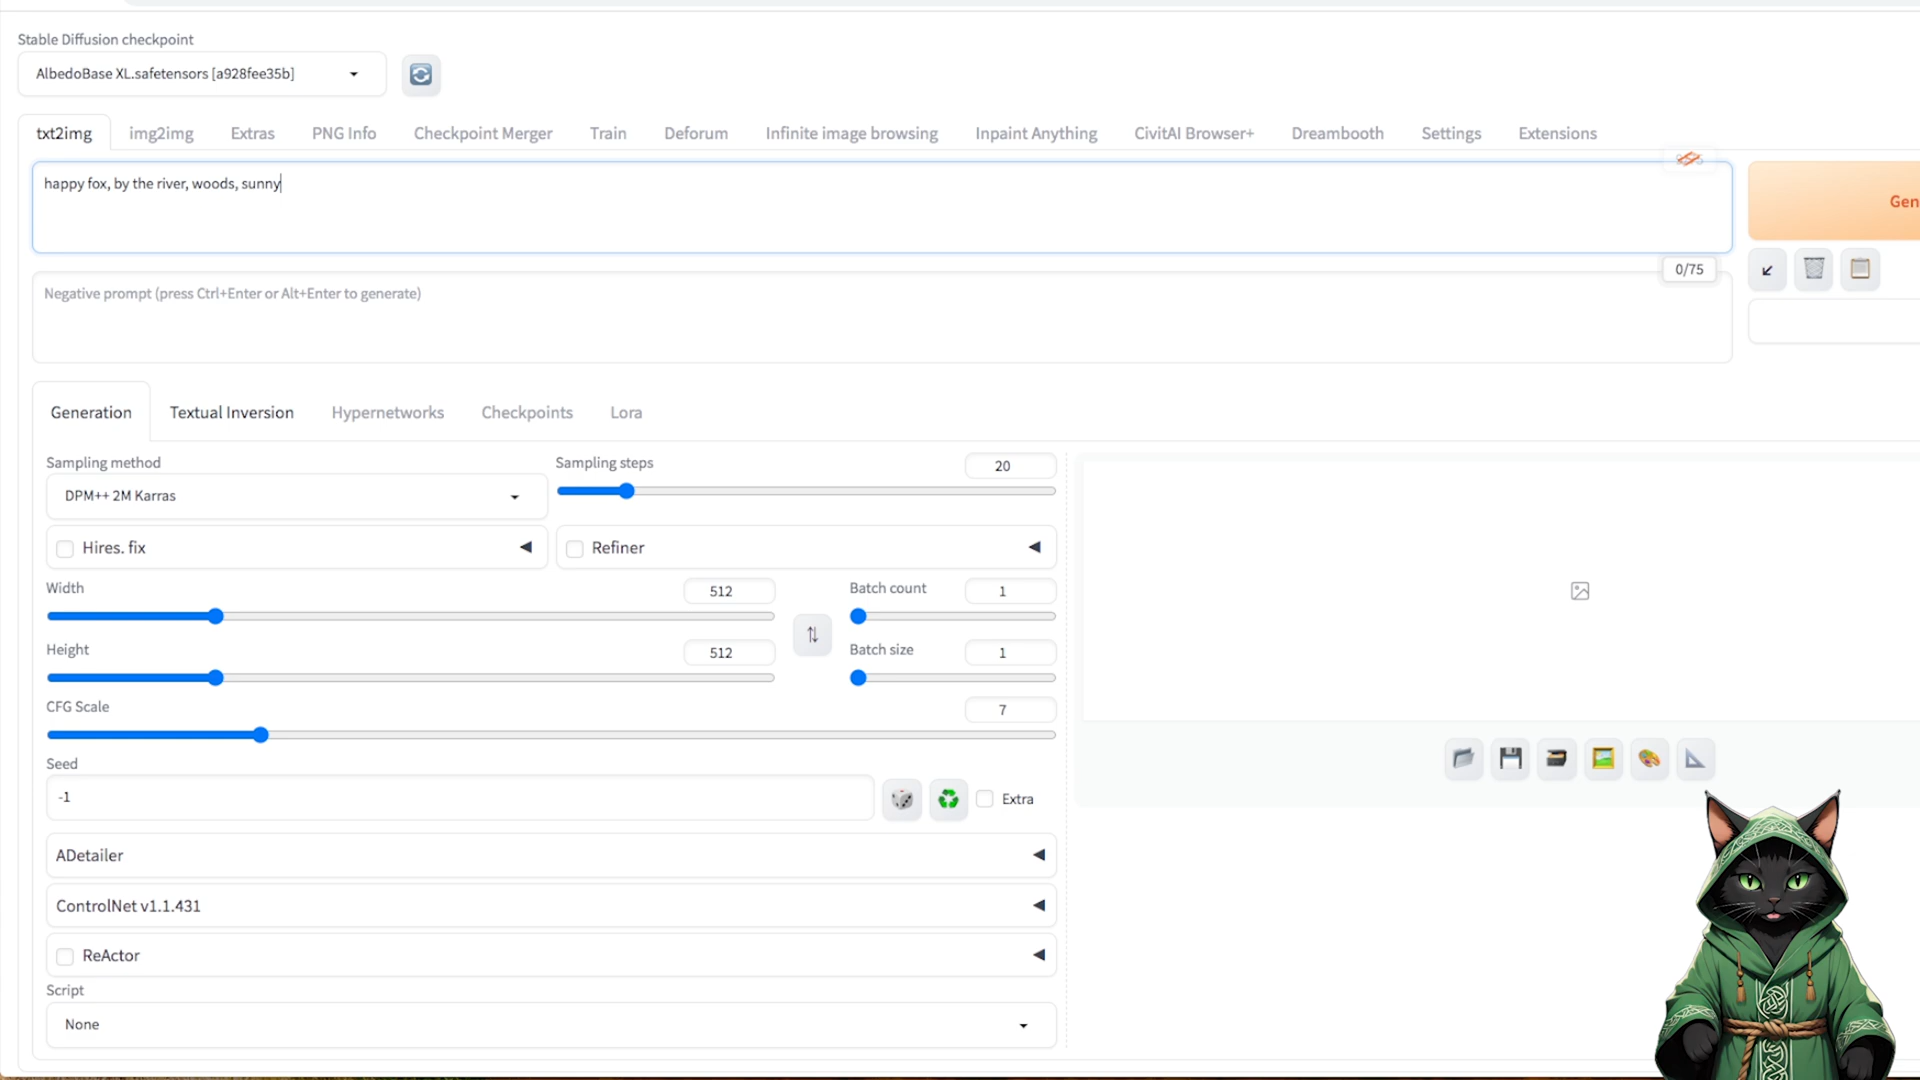 Stable Diffusion checkpoint
AlbedoBase XL.safetensors [a928fee35b]
txt2img img2img Extras PNG Info Checkpoint Merger Train Deforum Infinite image browsing Inpaint Anything CivitAI Browser+ Dreambooth Settings Extensions
happy fox, by the river, woods, sunny
Gen
0/75
Negative prompt (press Ctrl+Enter or Alt+Enter to generate)
Generation Textual Inversion Hypernetworks Checkpoints Lora
Sampling method
DPM++ 2M Karras
Sampling steps
20
Hires. fix
Refiner
Width
512
Batch count
1
Height
512
Batch size
1
CFG Scale
7
Seed
-1
Extra
ADetailer
ControlNet v1.1.431
ReActor
Script
None